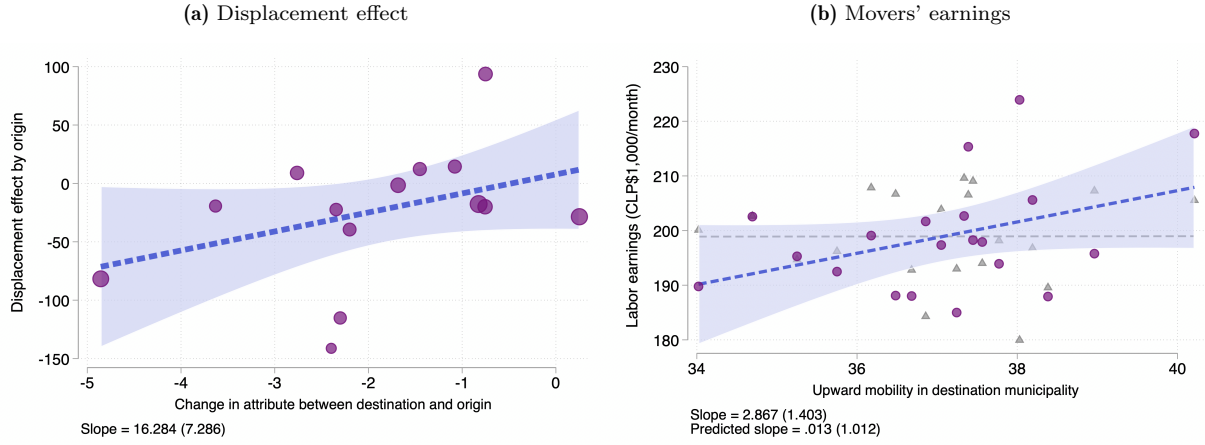 (a) Displacement effect
100
50
0
-50
-100
-150
Displacement effect by origin
-5
-4
-3
-2
-1
0
Change in attribute between destination and origin
Slope = 16.284 (7.286)
(b) Movers' earnings
230
220
210
200
190
180
Labor earnings (CLP$1,000/month)
34
36
38
40
Upward mobility in destination municipality
Slope = 2.867 (1.403)
Predicted slope = .013 (1.012)